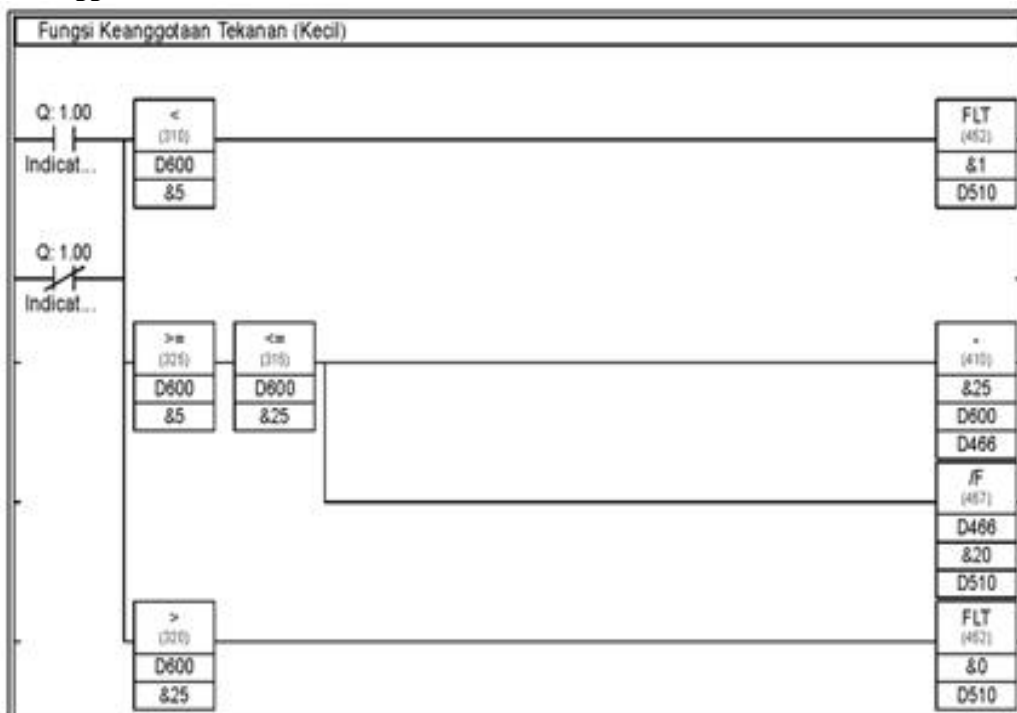 Fungsi Keanggotaan Tekanan (Kecil)
Q: 1.00
Indicat...
<
(310)
D600
&5
FLT
(452)
&1
D510
Q: 1.00
Indicat...
>=
(325)
D600
&5
<=
(315)
D600
&25
-
(410)
&25
D600
D466
/F
(457)
D466
&20
D510
>
(320)
D600
&25
FLT
(452)
&0
D510